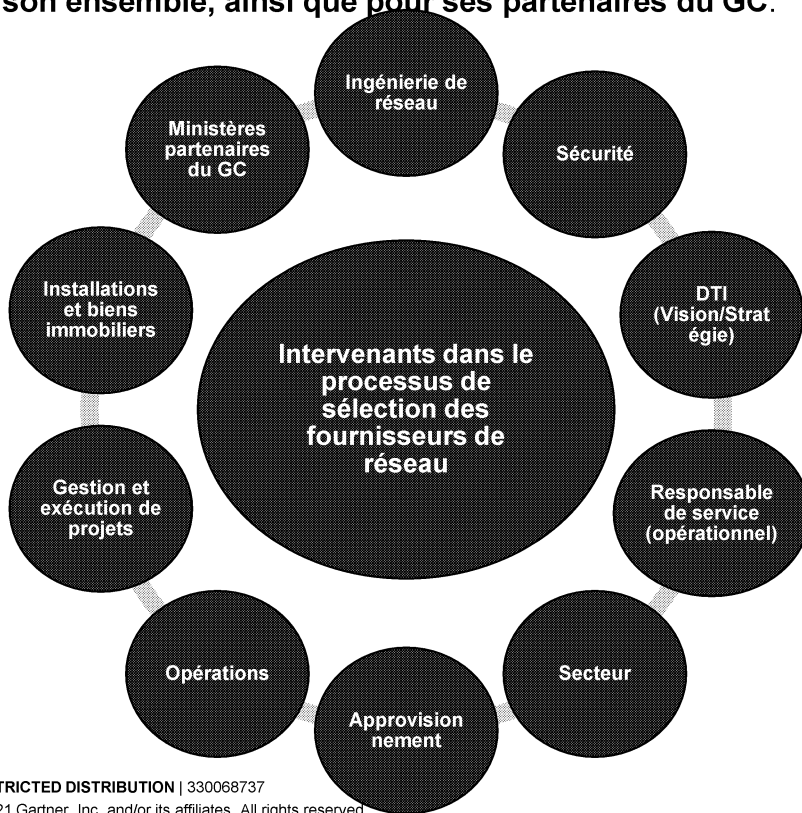 son ensemble, ainsi que pour ses partenaires du GC.
Ingénierie de
réseau
Sécurité
DTI
(Vision/Strat
égie)
Responsable
de service
(opérationnel)
Secteur
Approvision
nement
Opérations
Gestion et
exécution de
projets
Installations
et biens
immobiliers
Ministères
partenaires
du GC
Intervenants dans le
processus de
sélection des
fournisseurs de
réseau
TRICTED DISTRIBUTION | 330068737
21 Gartner, Inc. and/or its affiliates. All rights reserved